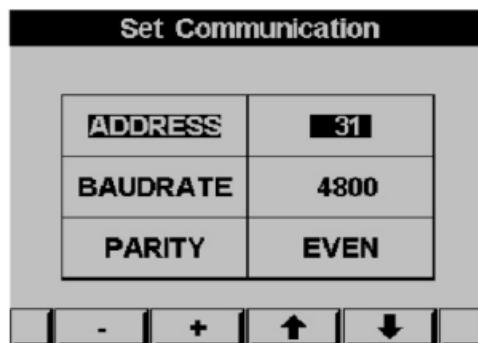 Set Communication
ADDRESS 31
BAUDRATE 4800
PARITY EVEN
- + ↑ ↓